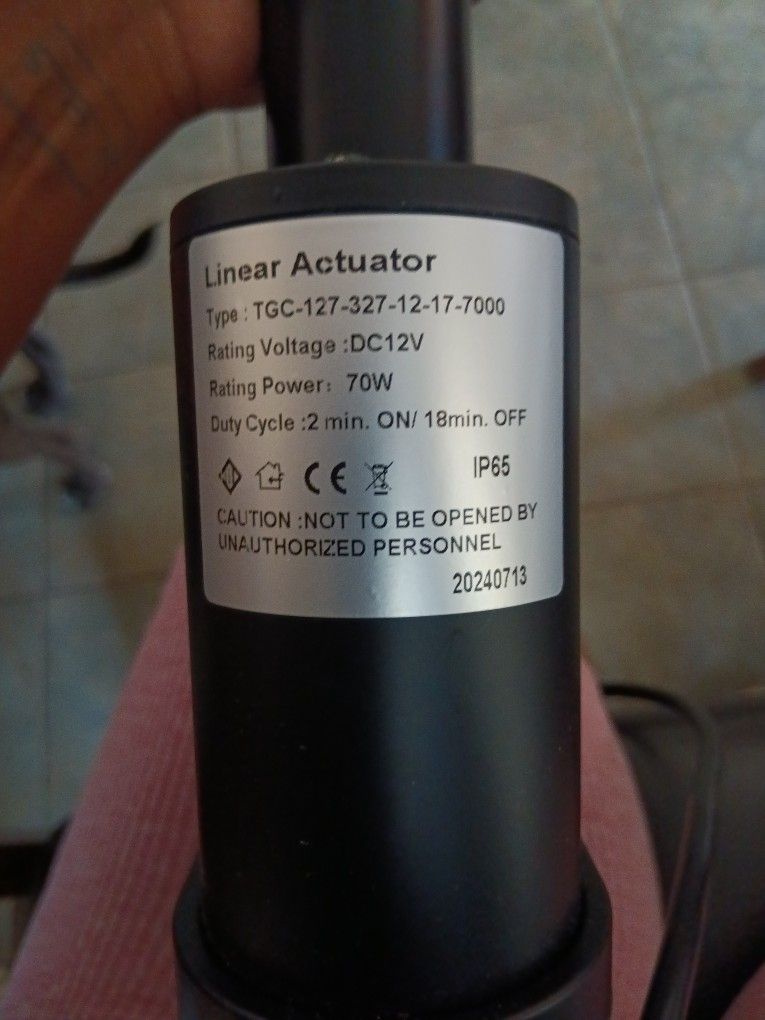 Linear Actuator
Type : TGC-127-327-12-17-7000
Rating Voltage :DC12V
Rating Power: 70W
Duty Cycle :2 min. ON/ 18min. OFF
CE IP65
CAUTION :NOT TO BE OPENED BY
UNAUTHORIZED PERSONNEL
20240713